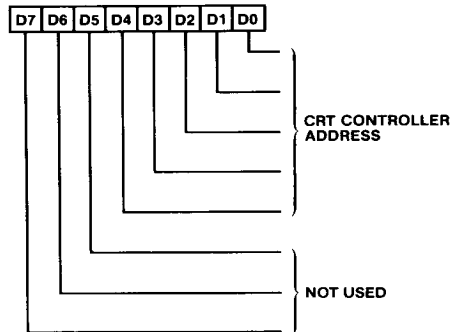 D7 D6 D5 D4 D3 D2 D1 D0
CRT CONTROLLER
ADDRESS
NOT USED